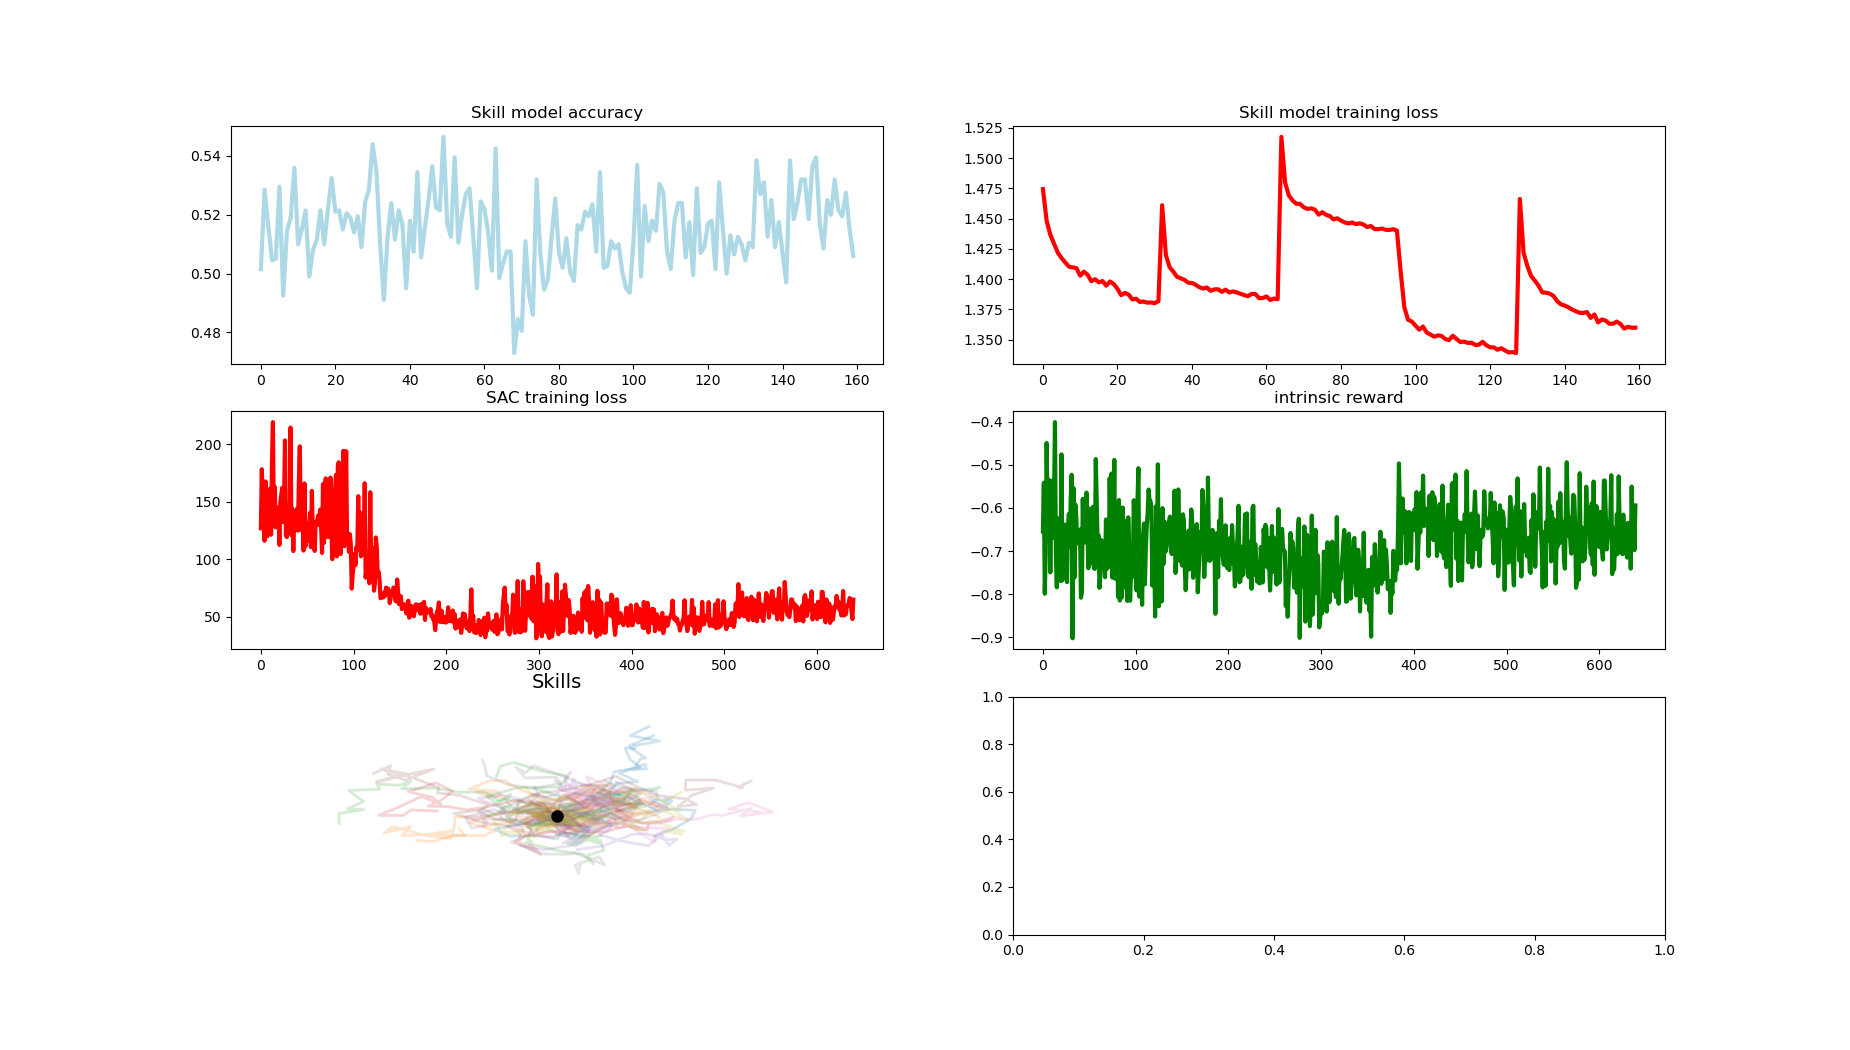 Skill model accuracy
0.54
0.52
0.50
0.48
0 20 40 60 80 100 120 140 160
Skill model training loss
1.525
1.500
1.475
1.450
1.425
1.400
1.375
1.350
0 20 40 60 80 100 120 140 160
SAC training loss
200
150
100
50
0 100 200 300 400 500 600
intrinsic reward
−0.4
−0.5
−0.6
−0.7
−0.8
−0.9
0 100 200 300 400 500 600
Skills
1.0
0.8
0.6
0.4
0.2
0.0
0.0 0.2 0.4 0.6 0.8 1.0